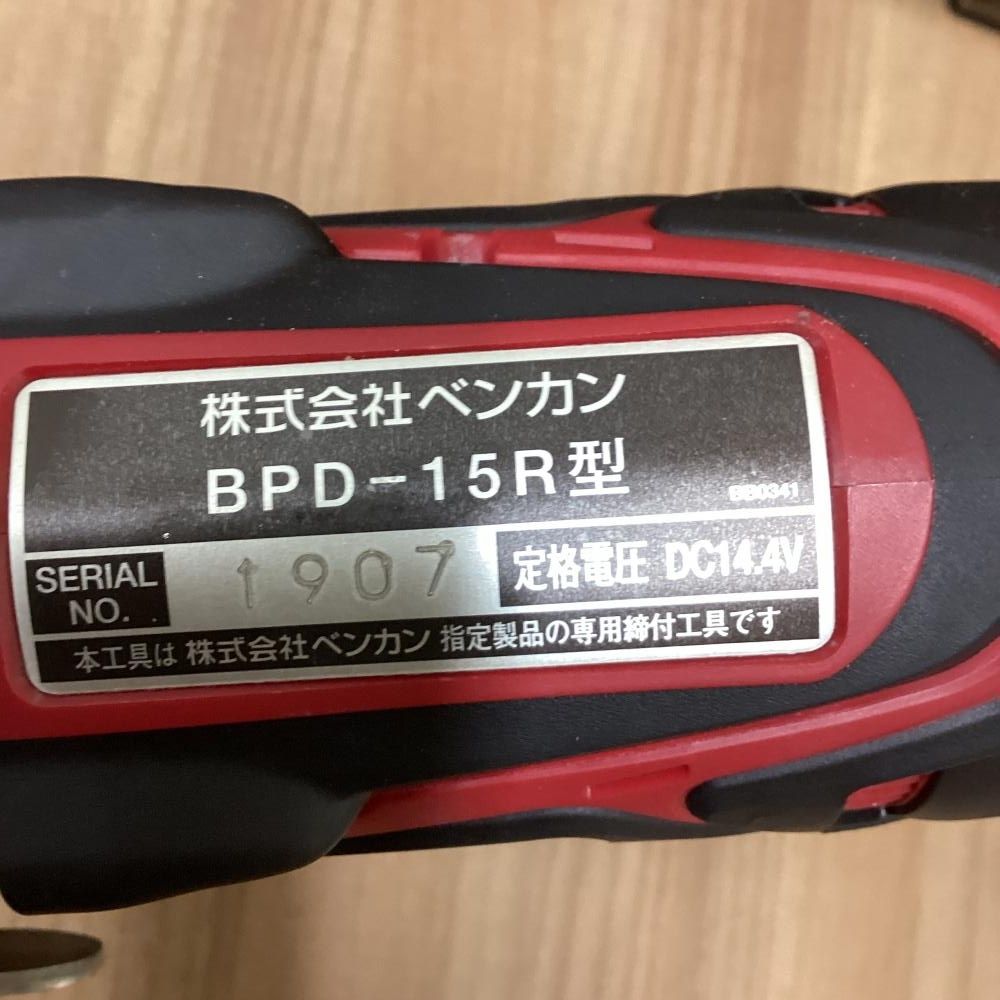 株式会社ベンカン
BPD-15R型
BB0341
SERIAL NO. 1907 定格電圧 DC14.4V
本工具は 株式会社ベンカン 指定製品の専用締付工具です